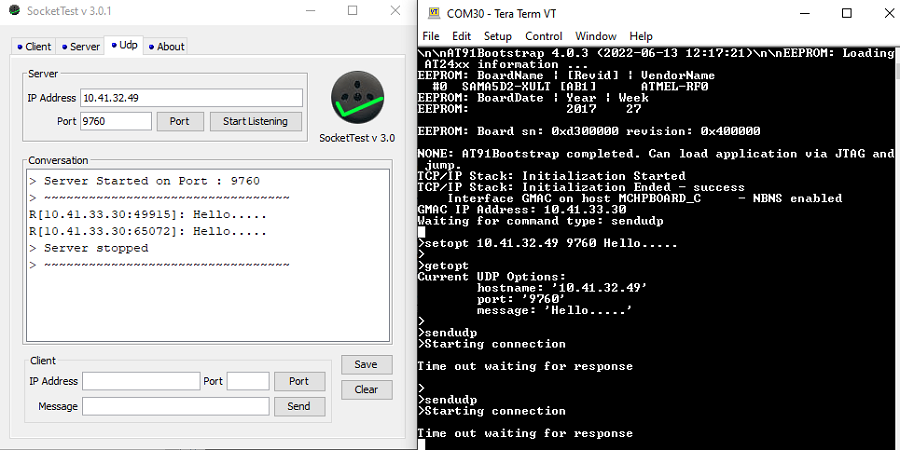 SocketTest v 3.0.1
Client
Server
Udp
About
Server
IP Address 10.41.32.49
Port 9760 Port Start Listening
SocketTest v 3.0
Conversation
> Server Started on Port : 9760
> ~~~~~~~~~~~~~~~~~~~~~~~~~~~~~~~
R[10.41.33.30:49915]: Hello.....
R[10.41.33.30:65072]: Hello.....
> Server stopped
> ~~~~~~~~~~~~~~~~~~~~~~~~~~~~~~~
Client
IP Address Port Port
Message Send
Save
Clear
VT COM30 - Tera Term VT
File Edit Setup Control Window Help
\n\nAT91Bootstrap 4.0.3 (2022-06-13 12:17:21)\n\nEEPROM: Loading
AT24xx information ...
EEPROM: BoardName | [Revid] | VendorName
#0 SAMA5D2-XULT [AB1] ATMEL-RF0
EEPROM: BoardDate | Year | Week
EEPROM: 2017 27
EEPROM: Board sn: 0xd300000 revision: 0x400000
NONE: AT91Bootstrap completed. Can load application via JTAG and
jump.
TCP/IP Stack: Initialization Started
TCP/IP Stack: Initialization Ended - success
Interface GMAC on host MCHPBOARD_C - NBNS enabled
GMAC IP Address: 10.41.33.30
Waiting for command type: sendudp
>setopt 10.41.32.49 9760 Hello.....
>
>getopt
Current UDP Options:
hostname: '10.41.32.49'
port: '9760'
message: 'Hello.....'
>
>sendudp
>Starting connection
Time out waiting for response
>
>sendudp
>Starting connection
Time out waiting for response